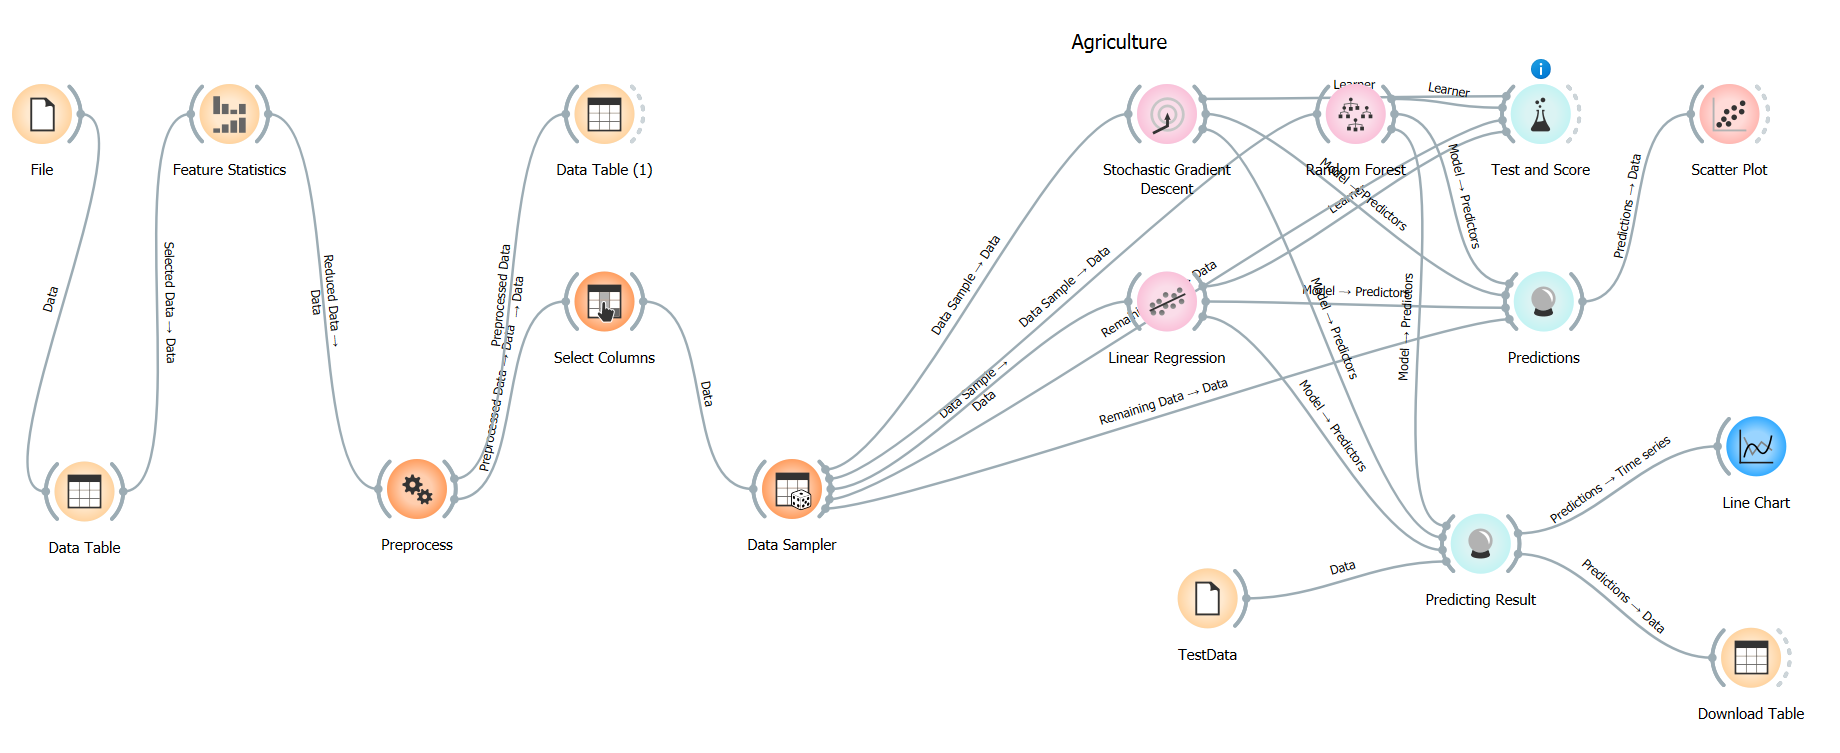 Agriculture
File
Feature Statistics
Data Table (1)
Stochastic Gradient
Descent
Random Forest
Test and Score
Scatter Plot
Learner
Learner
Data
Selected Data → Data
Reduced Data →
Data
Preprocessed Data
→ Data
Preprocessed Data → Data
Select Columns
Data
Data Table
Preprocess
Data Sampler
Data Sample → Data
Data Sample → Data
Data Sample →
Data
Data
Remaining Data → Data
Linear Regression
Model → Predictors
Model → Predictors
Model → Predictors
Model → Predictors
Model → Predictors
Model → Predictors
Predictions
Predictions → Data
Predictions → Time series
Line Chart
Data
TestData
Predicting Result
Predictions → Data
Download Table